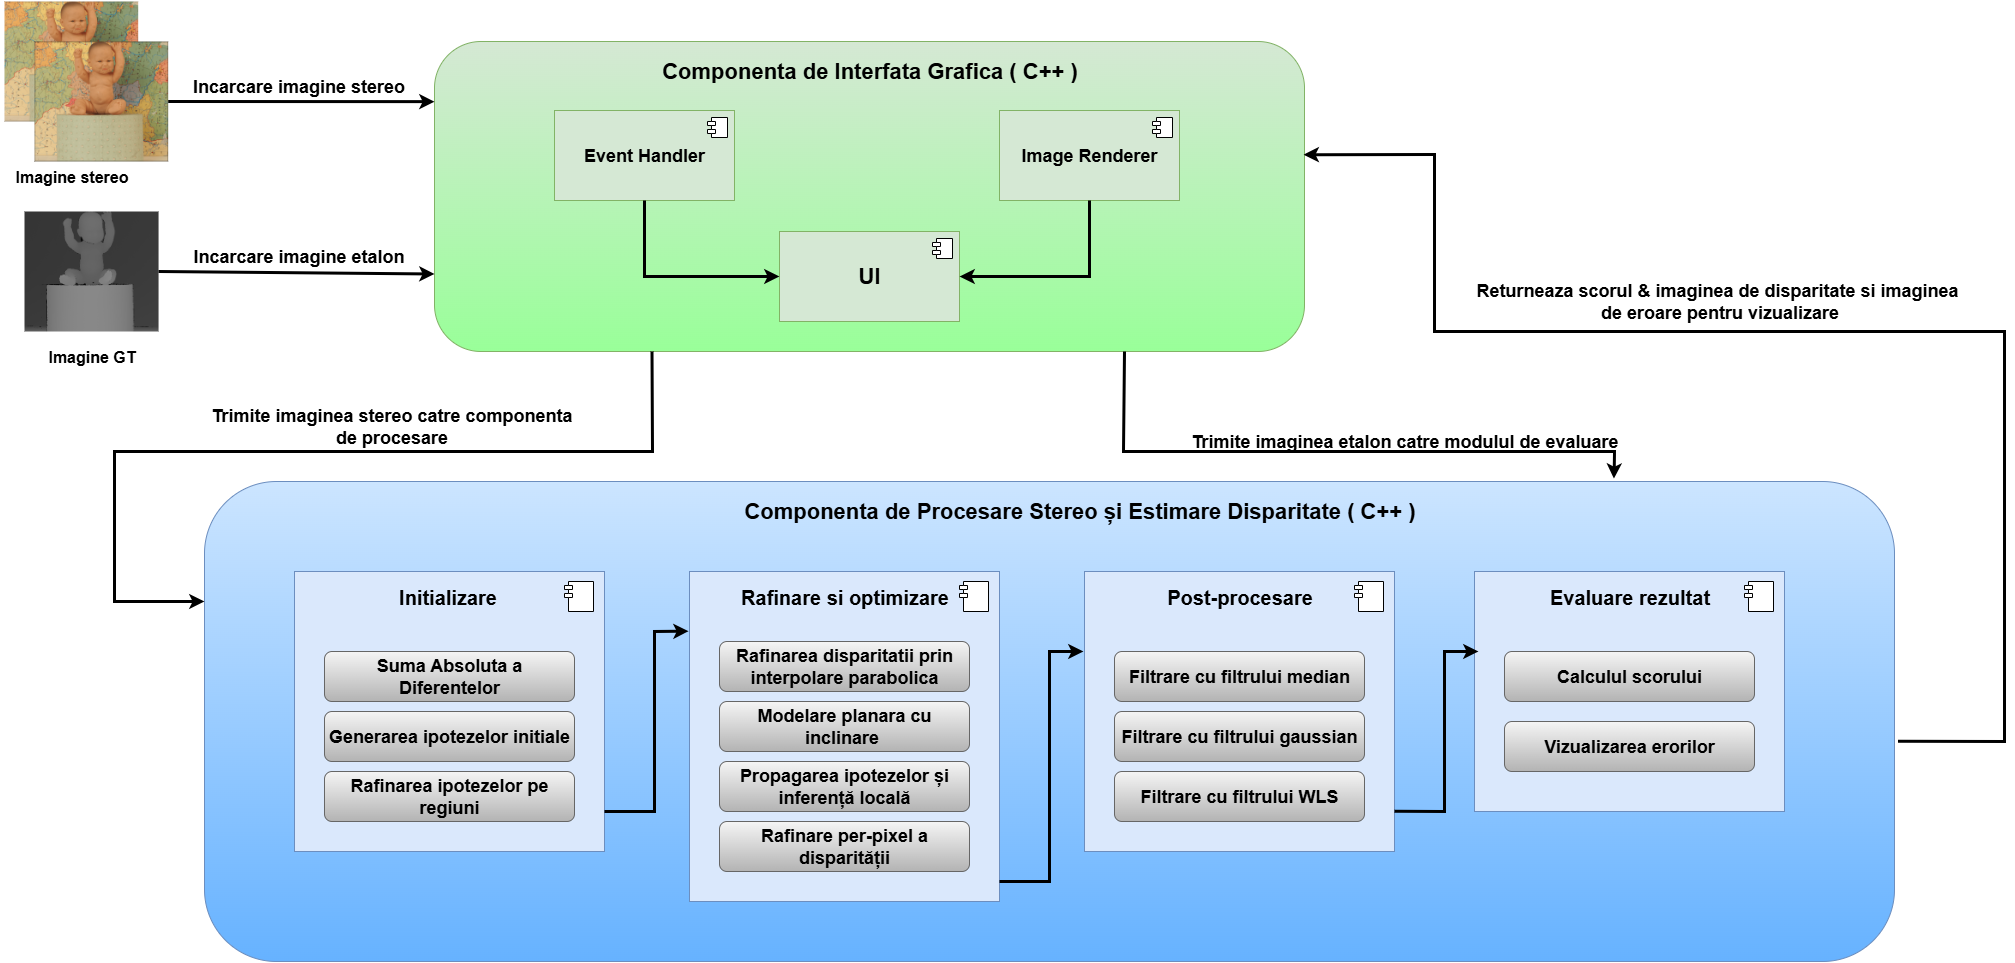 Incarcare imagine stereo
Imagine stereo
Incarcare imagine etalon
Imagine GT
Componenta de Interfata Grafica ( C++ )
Event Handler
Image Renderer
UI
Returneaza scorul & imaginea de disparitate si imaginea
de eroare pentru vizualizare
Trimite imaginea stereo catre componenta
de procesare
Trimite imaginea etalon catre modulul de evaluare
Componenta de Procesare Stereo și Estimare Disparitate ( C++ )
Initializare
Suma Absoluta a
Diferentelor
Generarea ipotezelor initiale
Rafinarea ipotezelor pe
regiuni
Rafinare si optimizare
Rafinarea disparitatii prin
interpolare parabolica
Modelare planara cu
inclinare
Propagarea ipotezelor și
inferență locală
Rafinare per-pixel a
disparității
Post-procesare
Filtrare cu filtrului median
Filtrare cu filtrului gaussian
Filtrare cu filtrului WLS
Evaluare rezultat
Calculul scorului
Vizualizarea erorilor